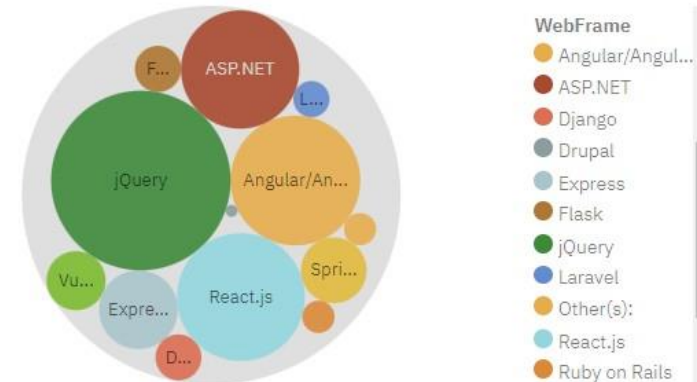 F...
ASP.NET
L...
jQuery
Angular/An...
Vu...
Spri...
Expre...
React.js
D...
WebFrame
Angular/Angul...
ASP.NET
Django
Drupal
Express
Flask
jQuery
Laravel
Other(s):
React.js
Ruby on Rails